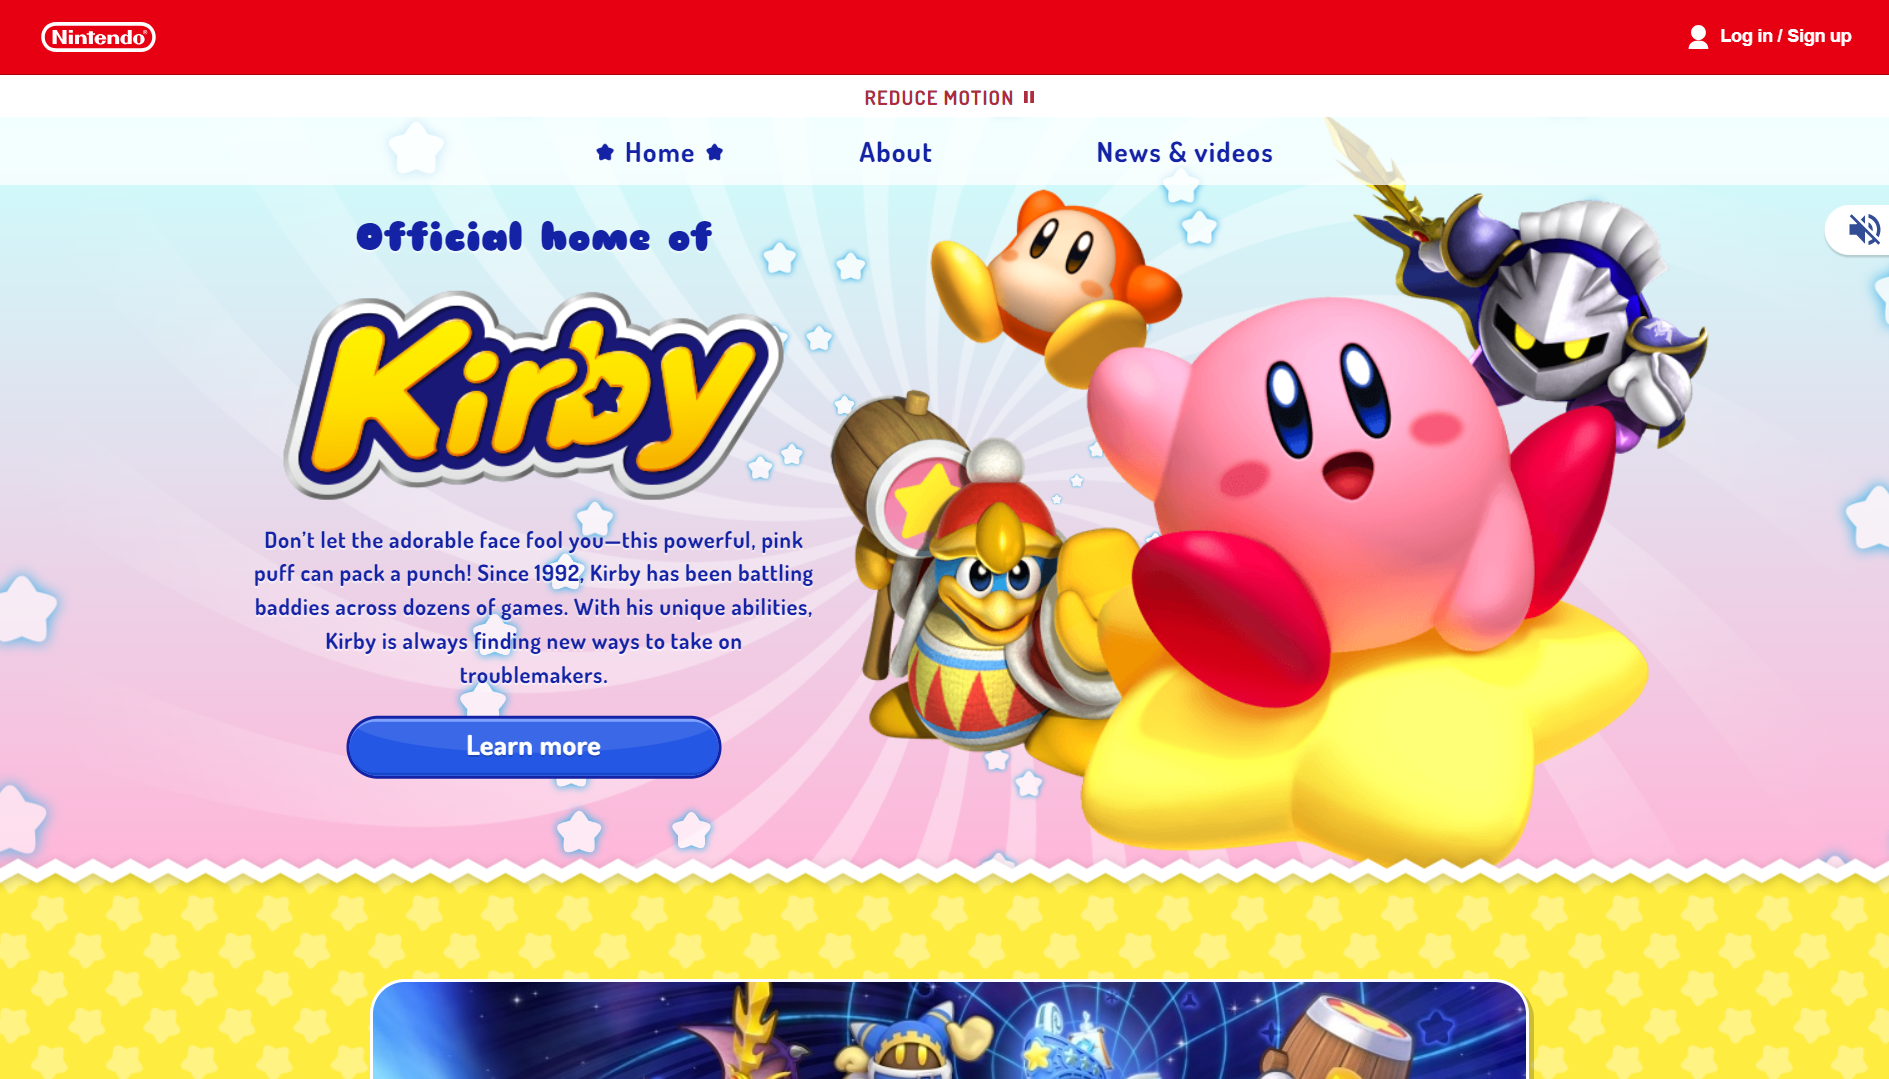 Nintendo
Log in / Sign up
REDUCE MOTION
Home
About
News & videos
Official home of
Kirby
Don’t let the adorable face fool you—this powerful, pink
puff can pack a punch! Since 1992, Kirby has been battling
baddies across dozens of games. With his unique abilities,
Kirby is always finding new ways to take on
troublemakers.
Learn more